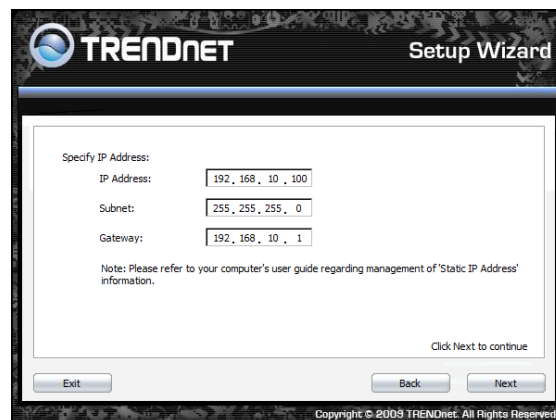 TRENDNET
Setup Wizard
Specify IP Address:
IP Address: 192 . 168 . 10 . 100
Subnet: 255 . 255 . 255 . 0
Gateway: 192 . 168 . 10 . 1
Note: Please refer to your computer's user guide regarding management of 'Static IP Address'
information.
Click Next to continue
Exit
Back
Next
Copyright © 2009 TRENDnet. All Rights Reserved